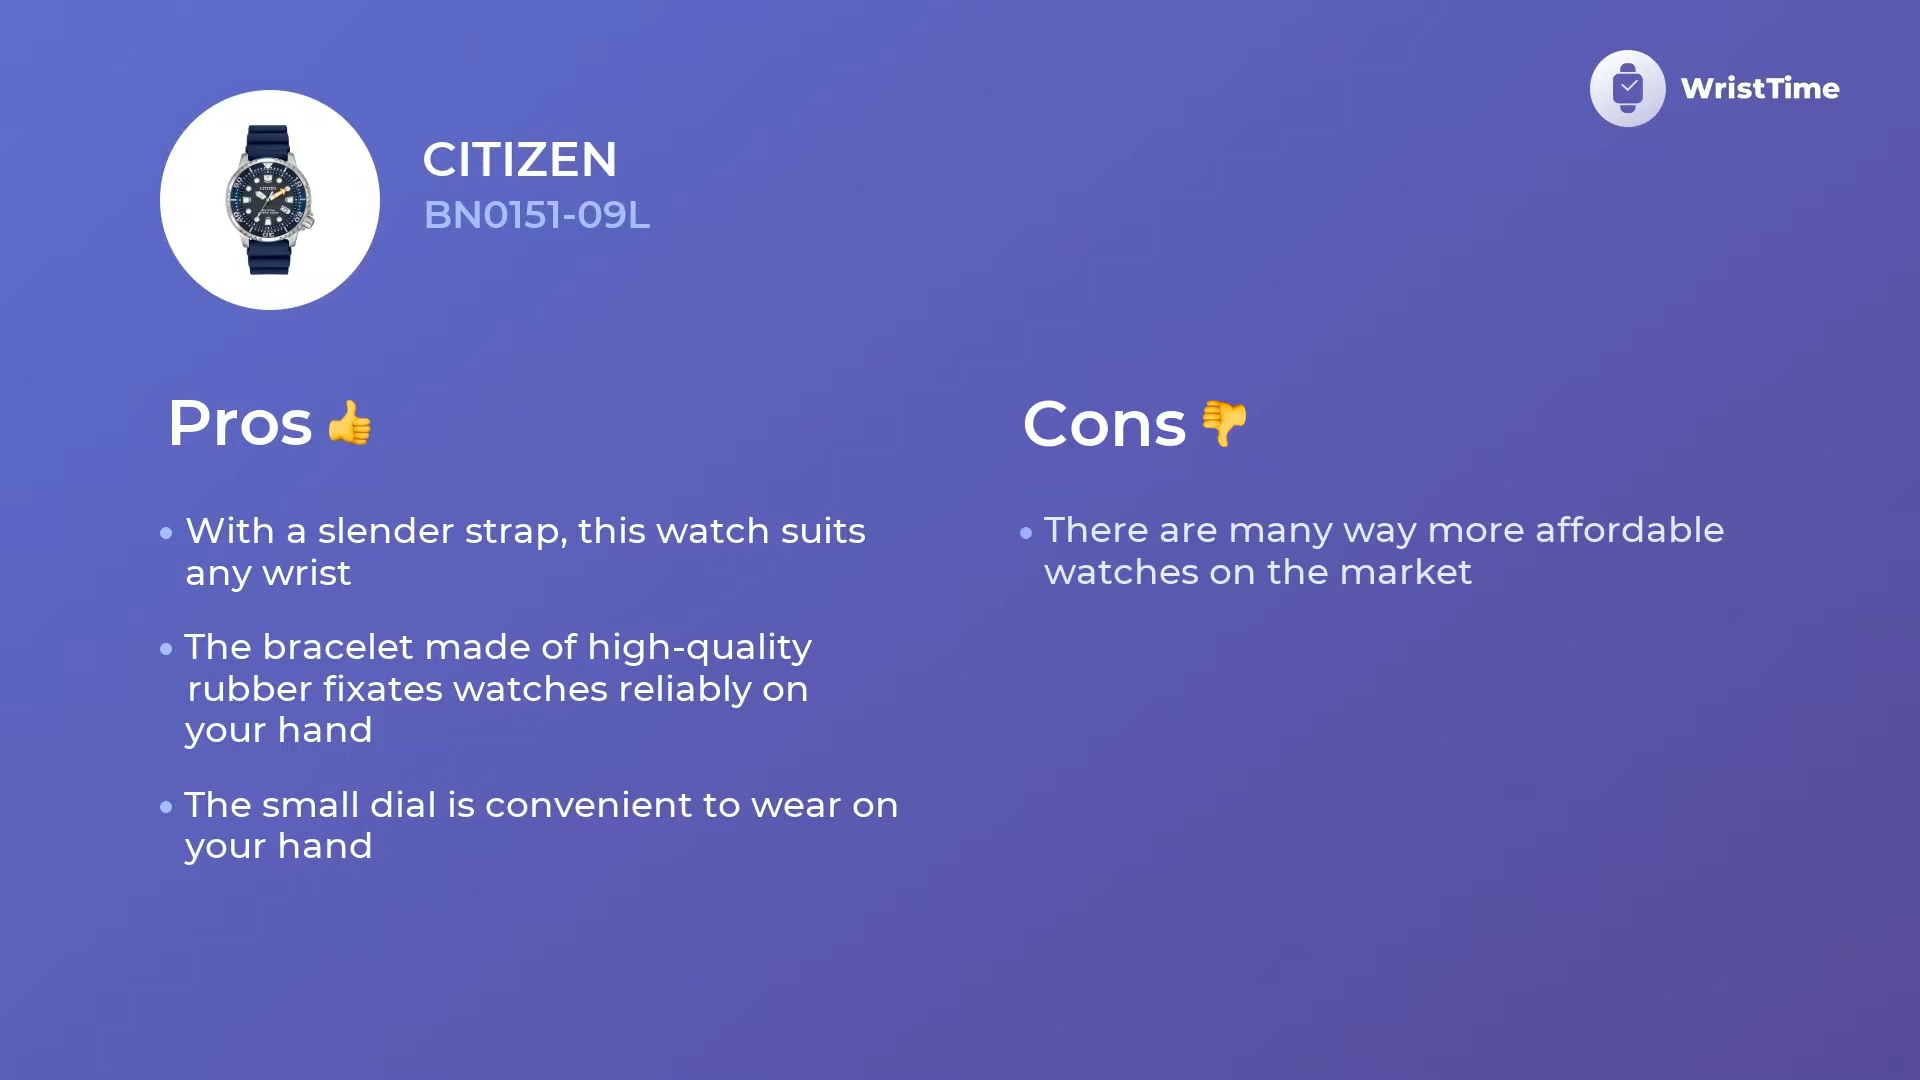 WristTime
CITIZEN
BN0151-09L
Pros 👍
With a slender strap, this watch suits
any wrist
The bracelet made of high-quality
rubber fixates watches reliably on
your hand
The small dial is convenient to wear on
your hand
Cons 👎
There are many way more affordable
watches on the market